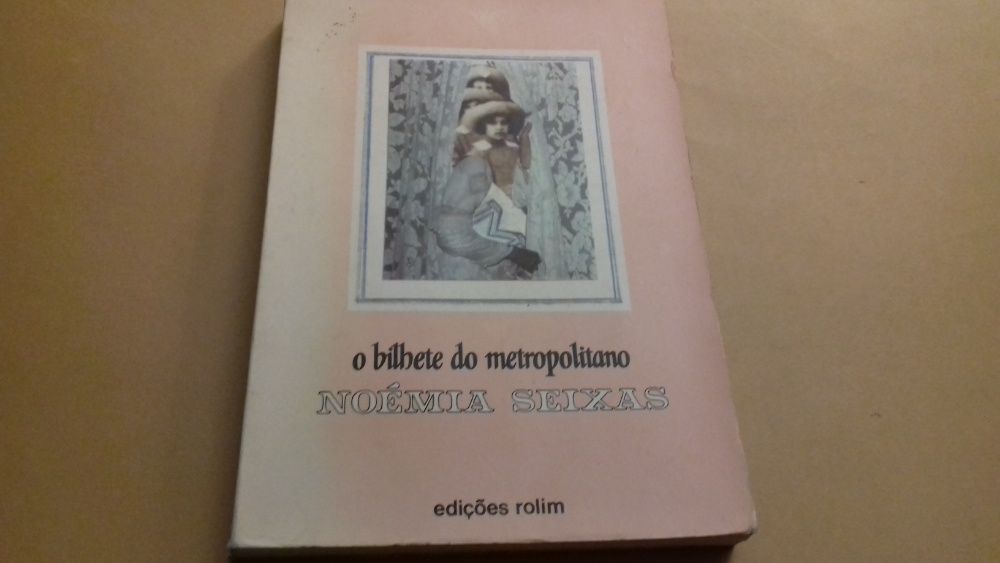 o bilhete do metropolitano
NOÉMIA SEIXAS
edições rolim